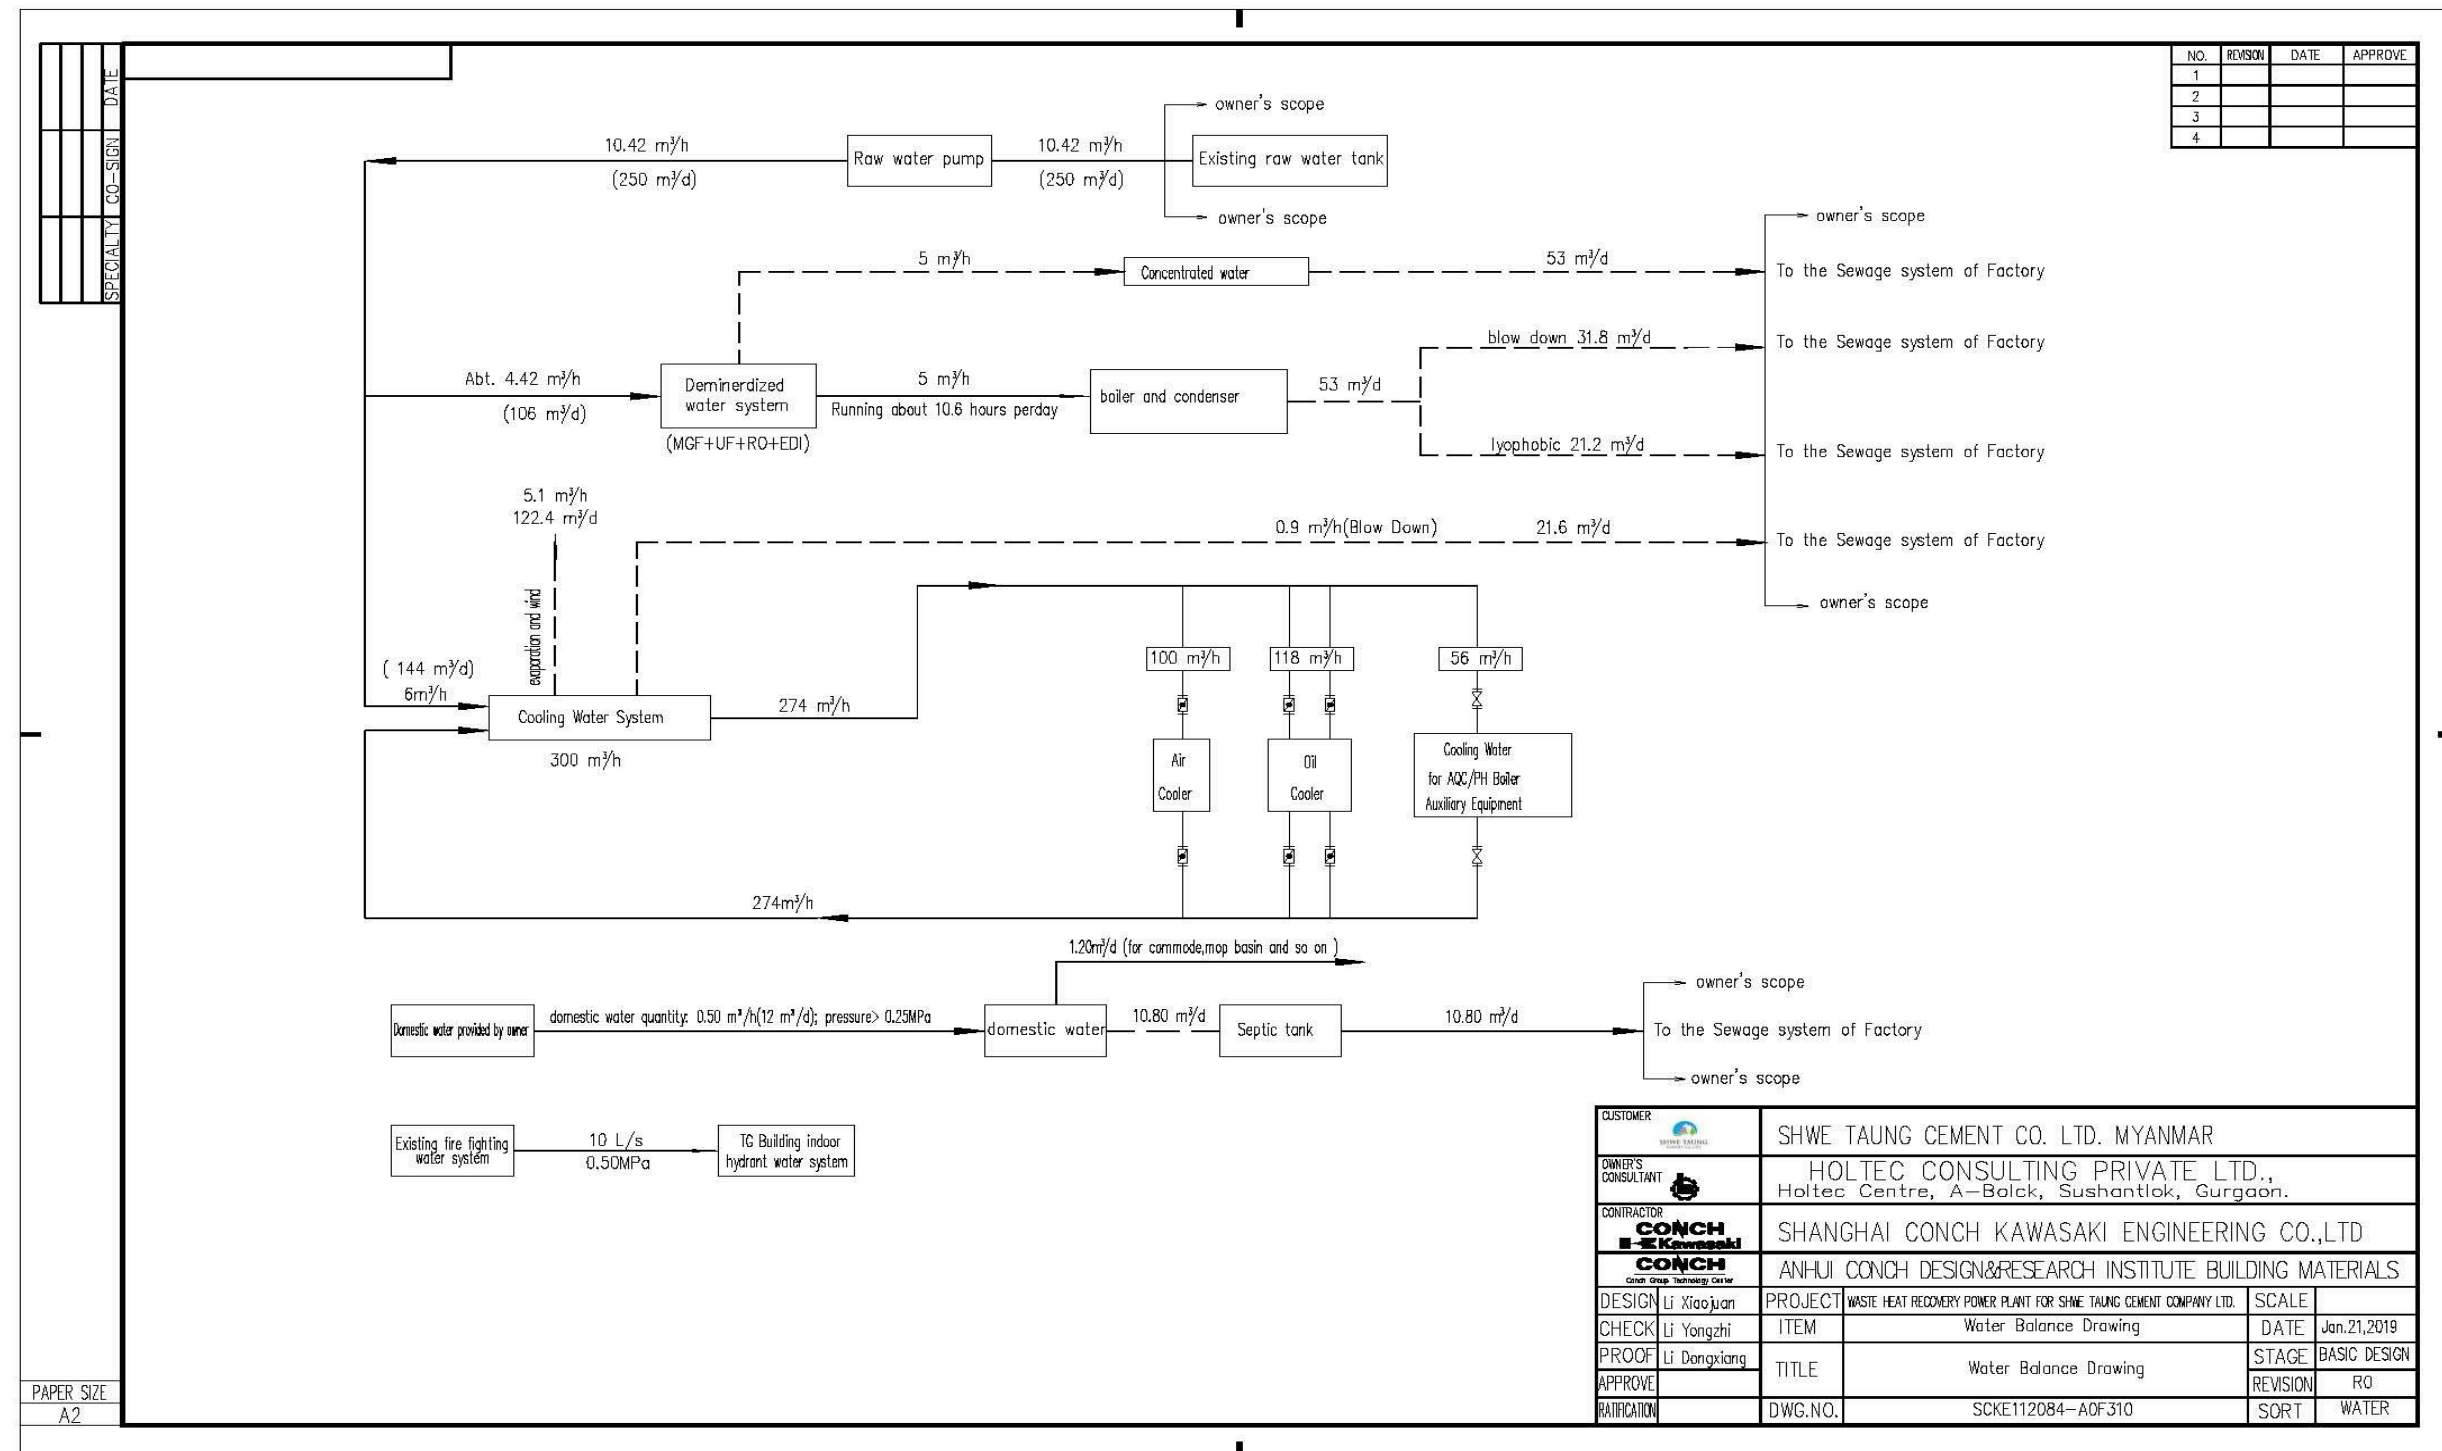 NO. REVISION DATE APPROVE
1
2
3
4
SPECIALTY CO-SIGN DATE
owner's scope
10.42 m³/h
(250 m³/d)
Raw water pump
10.42 m³/h
(250 m³/d)
Existing raw water tank
owner's scope
owner's scope
5 m³/h
Concentrated water
53 m³/d
To the Sewage system of Factory
blow down 31.8 m³/d
To the Sewage system of Factory
Abt. 4.42 m³/h
(106 m³/d)
Deminerdized
water system
(MGF+UF+RO+EDI)
5 m³/h
Running about 10.6 hours perday
boiler and condenser
53 m³/d
lyophobic 21.2 m³/d
To the Sewage system of Factory
5.1 m³/h
122.4 m³/d
evaporation and wind
0.9 m³/h(Blow Down)
21.6 m³/d
To the Sewage system of Factory
owner's scope
( 144 m³/d)
6m³/h
Cooling Water System
300 m³/h
274 m³/h
100 m³/h
118 m³/h
56 m³/h
Air
Cooler
Oil
Cooler
Cooling Water
for AQC/PH Boiler
Auxiliary Equipment
274m³/h
1.20m³/d (for commode,mop basin and so on )
Domestic water provided by owner
domestic water quantity: 0.50 m³/h(12 m³/d); pressure> 0.25MPa
domestic water
10.80 m³/d
Septic tank
10.80 m³/d
owner's scope
To the Sewage system of Factory
owner's scope
Existing fire fighting
water system
10 L/s
0.50MPa
TG Building indoor
hydrant water system
CUSTOMER
SHWE TAUNG
SHWE TAUNG CEMENT CO. LTD. MYANMAR
OWNER'S
CONSULTANT
HOLTEC CONSULTING PRIVATE LTD.,
Holtec Centre, A-Bolck, Sushantlok, Gurgaon.
CONTRACTOR
CONCH
Kawasaki
SHANGHAI CONCH KAWASAKI ENGINEERING CO.,LTD
CONCH
Conch Group Technology Center
ANHUI CONCH DESIGN&RESEARCH INSTITUTE BUILDING MATERIALS
DESIGN Li Xiaojuan PROJECT WASTE HEAT RECOVERY POWER PLANT FOR SHWE TAUNG CEMENT COMPANY LTD. SCALE
CHECK Li Yongzhi ITEM Water Balance Drawing DATE Jan.21,2019
PROOF Li Dongxiang TITLE Water Balance Drawing STAGE BASIC DESIGN
APPROVE REVISION R0
RATIFICATION DWG.NO. SCKE112084-A0F310 SORT WATER
PAPER SIZE
A2